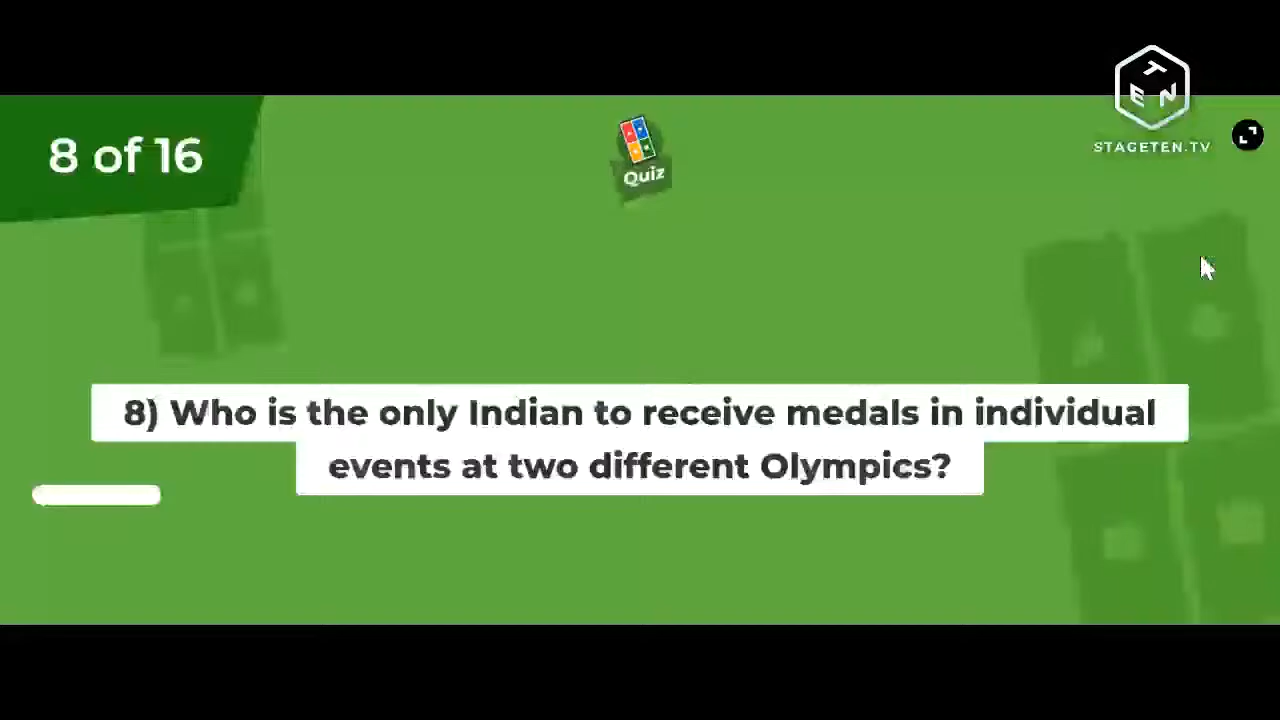 TEN
STAGETEN.TV
8 of 16
Quiz
8) Who is the only Indian to receive medals in individual
events at two different Olympics?